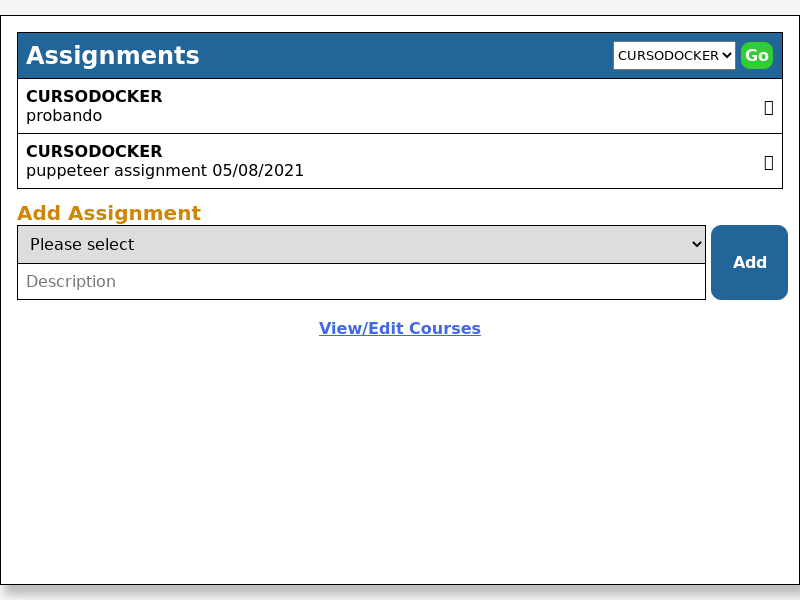 Assignments
CURSODOCKER
Go
CURSODOCKER
probando
CURSODOCKER
puppeteer assignment 05/08/2021
Add Assignment
Please select
Add
Description
View/Edit Courses